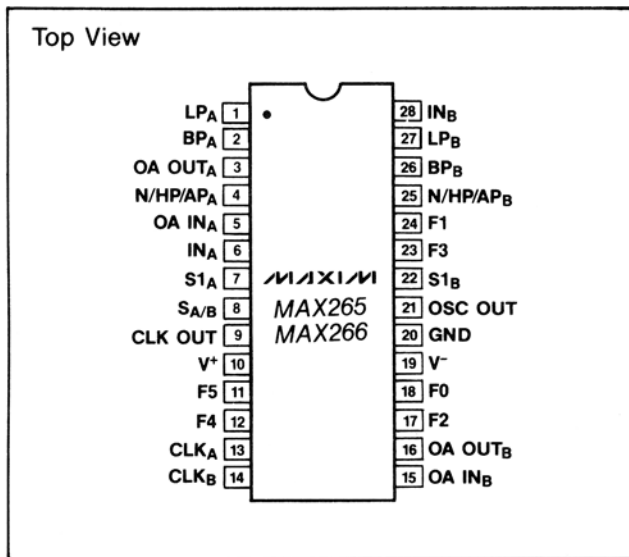 Top View
LPA 1
BPA 2
OA OUTA 3
N/HP/APA 4
OA INA 5
INA 6
S1A 7
SA/B 8
CLK OUT 9
V+ 10
F5 11
F4 12
CLKA 13
CLKB 14
MAXIM
MAX265
MAX266
28 INB
27 LPB
26 BPB
25 N/HP/APB
24 F1
23 F3
22 S1B
21 OSC OUT
20 GND
19 V-
18 F0
17 F2
16 OA OUTB
15 OA INB